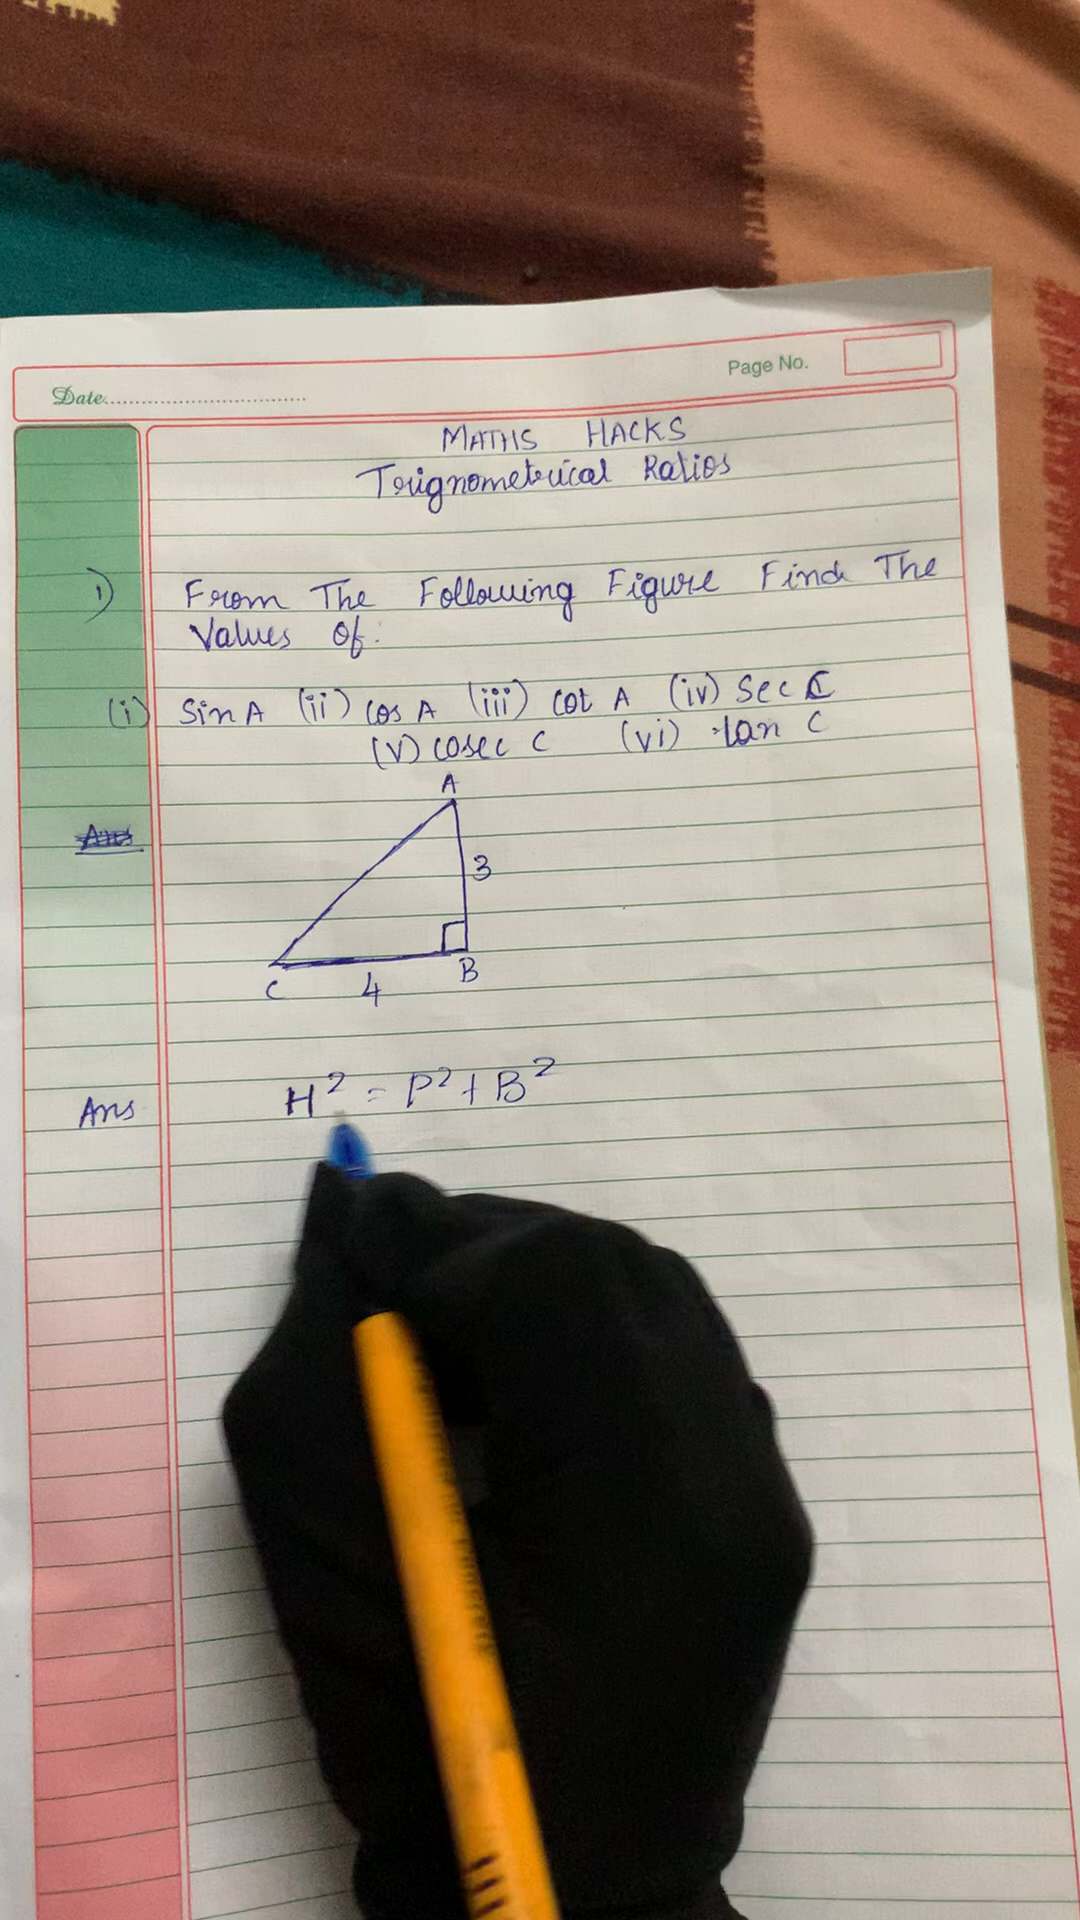 Page No.
Date
MATHS HACKS
Trignometrical Ratios
1) From The Following Figure Find The
Values Of:
(i) Sin A (ii) cos A (iii) cot A (iv) Sec C
(v) cosec C (vi) tan C
A
Ans
3
C 4 B
Ans H² = P² + B²